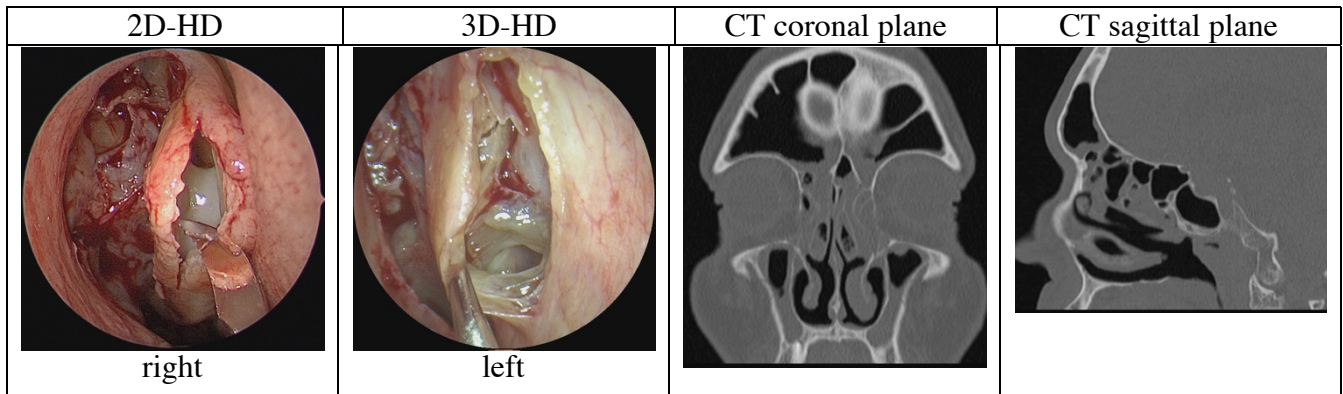 2D-HD
3D-HD
CT coronal plane
CT sagittal plane
right
left